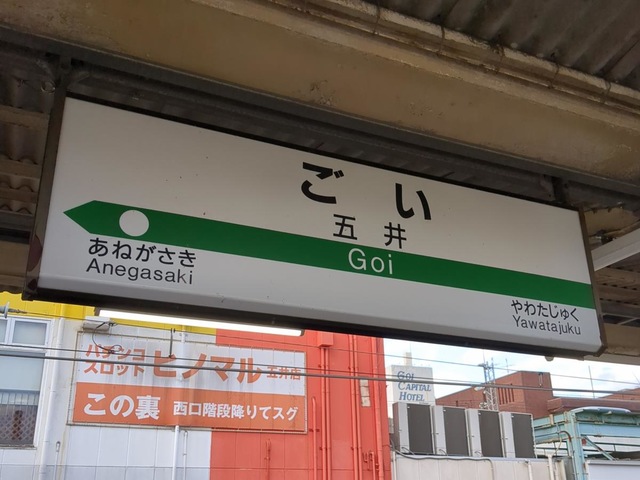 ごい
五井
Goi
あねがさき
Anegasaki
やわたじゅく
Yawatajuku
パチンコ
スロット
ヒノマル 五井店
この裏 西口階段降りてスグ
GOI
CAPITAL
HOTEL